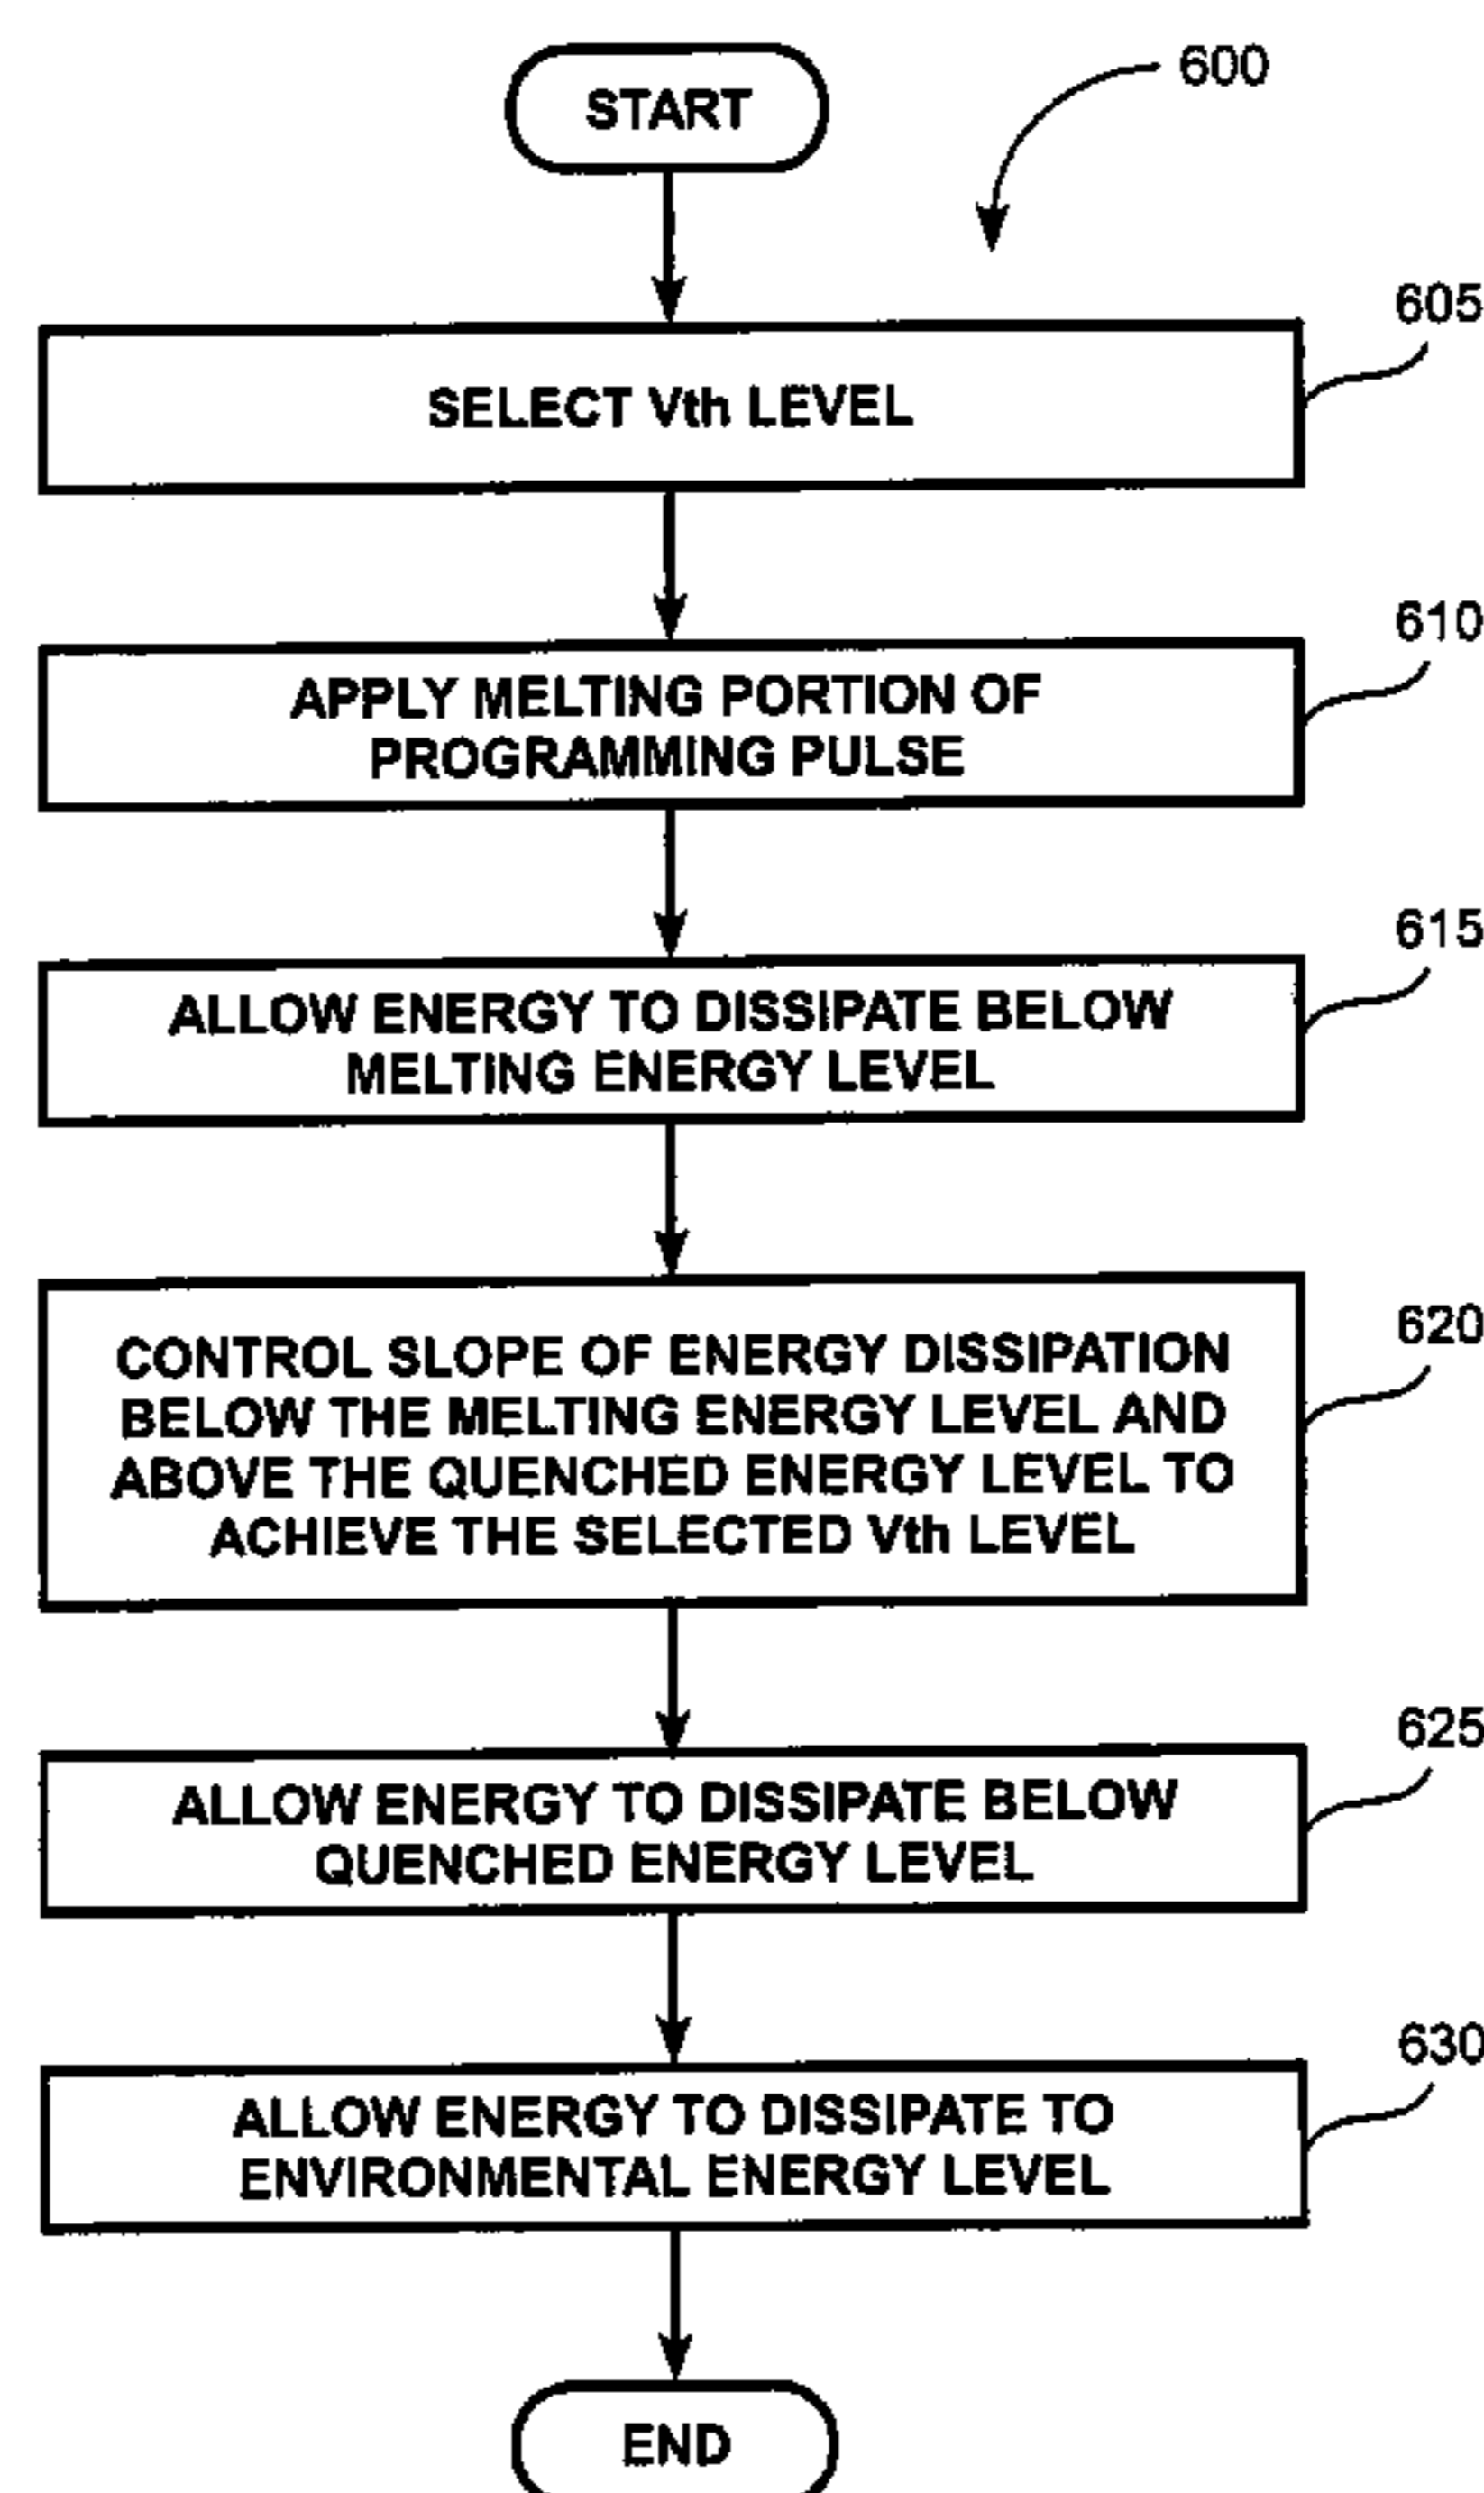 START
600
605
SELECT Vth LEVEL
610
APPLY MELTING PORTION OF
PROGRAMMING PULSE
615
ALLOW ENERGY TO DISSIPATE BELOW
MELTING ENERGY LEVEL
620
CONTROL SLOPE OF ENERGY DISSIPATION
BELOW THE MELTING ENERGY LEVEL AND
ABOVE THE QUENCHED ENERGY LEVEL TO
ACHIEVE THE SELECTED Vth LEVEL
625
ALLOW ENERGY TO DISSIPATE BELOW
QUENCHED ENERGY LEVEL
630
ALLOW ENERGY TO DISSIPATE TO
ENVIRONMENTAL ENERGY LEVEL
END